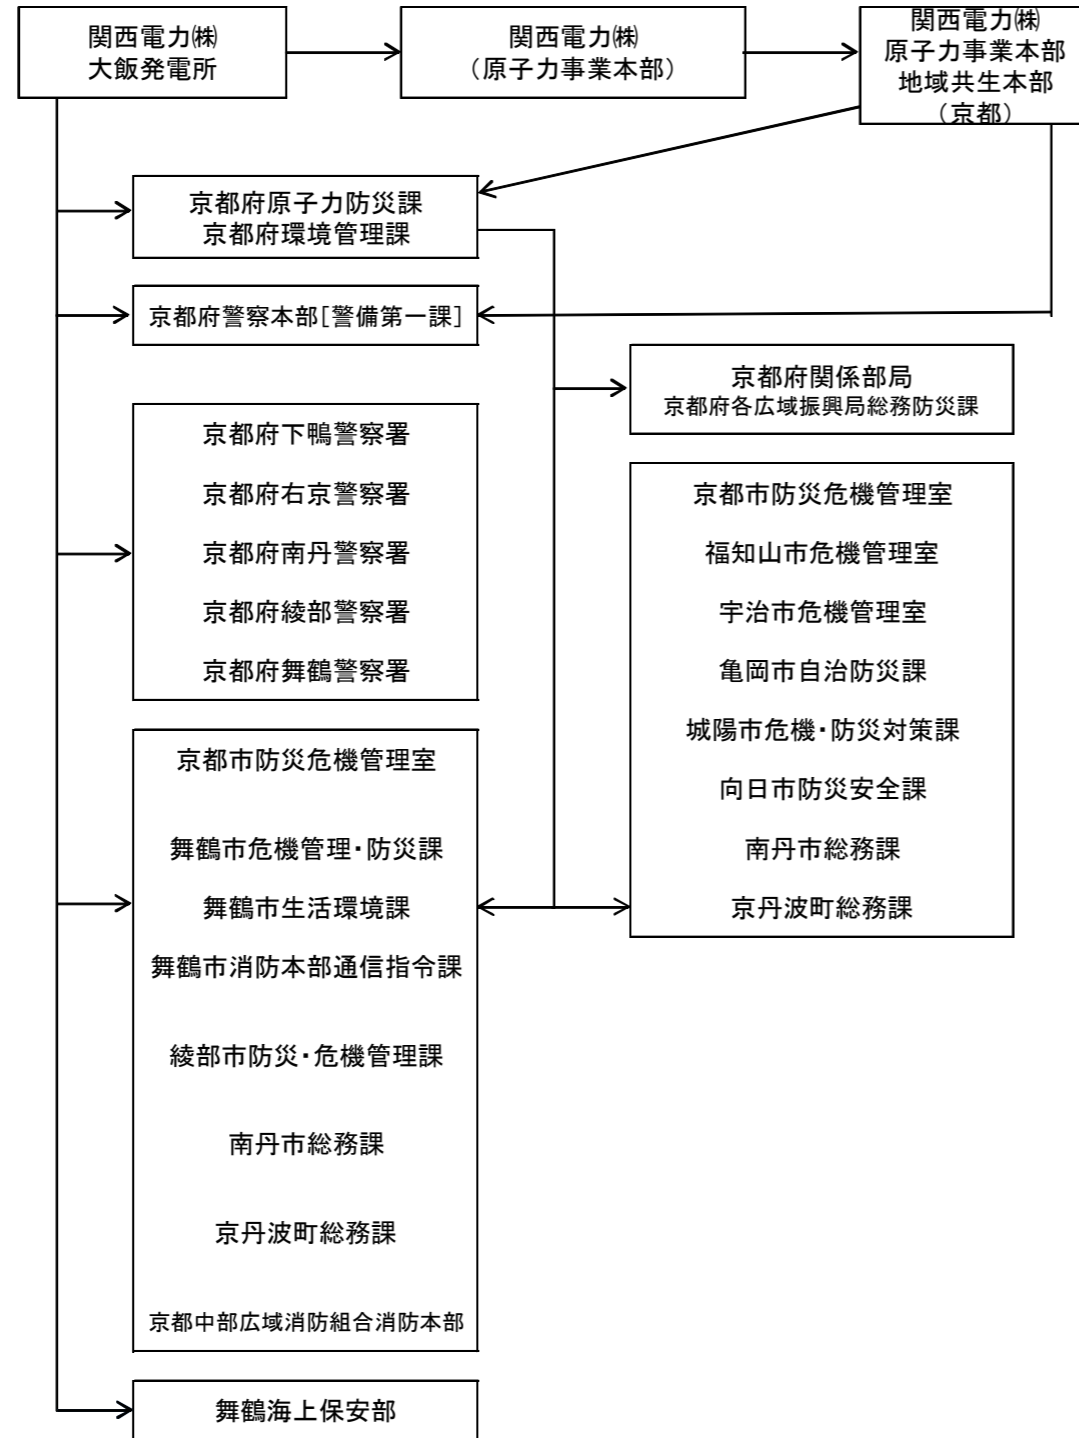 関西電力㈱
大飯発電所
関西電力㈱
（原子力事業本部）
関西電力㈱
原子力事業本部
地域共生本部
（京都）
京都府原子力防災課
京都府環境管理課
京都府警察本部[警備第一課]
京都府関係部局
京都府各広域振興局総務防災課
京都府下鴨警察署
京都府右京警察署
京都府南丹警察署
京都府綾部警察署
京都府舞鶴警察署
京都市防災危機管理室
福知山市危機管理室
宇治市危機管理室
亀岡市自治防災課
城陽市危機・防災対策課
向日市防災安全課
南丹市総務課
京丹波町総務課
京都市防災危機管理室
舞鶴市危機管理・防災課
舞鶴市生活環境課
舞鶴市消防本部通信指令課
綾部市防災・危機管理課
南丹市総務課
京丹波町総務課
京都中部広域消防組合消防本部
舞鶴海上保安部